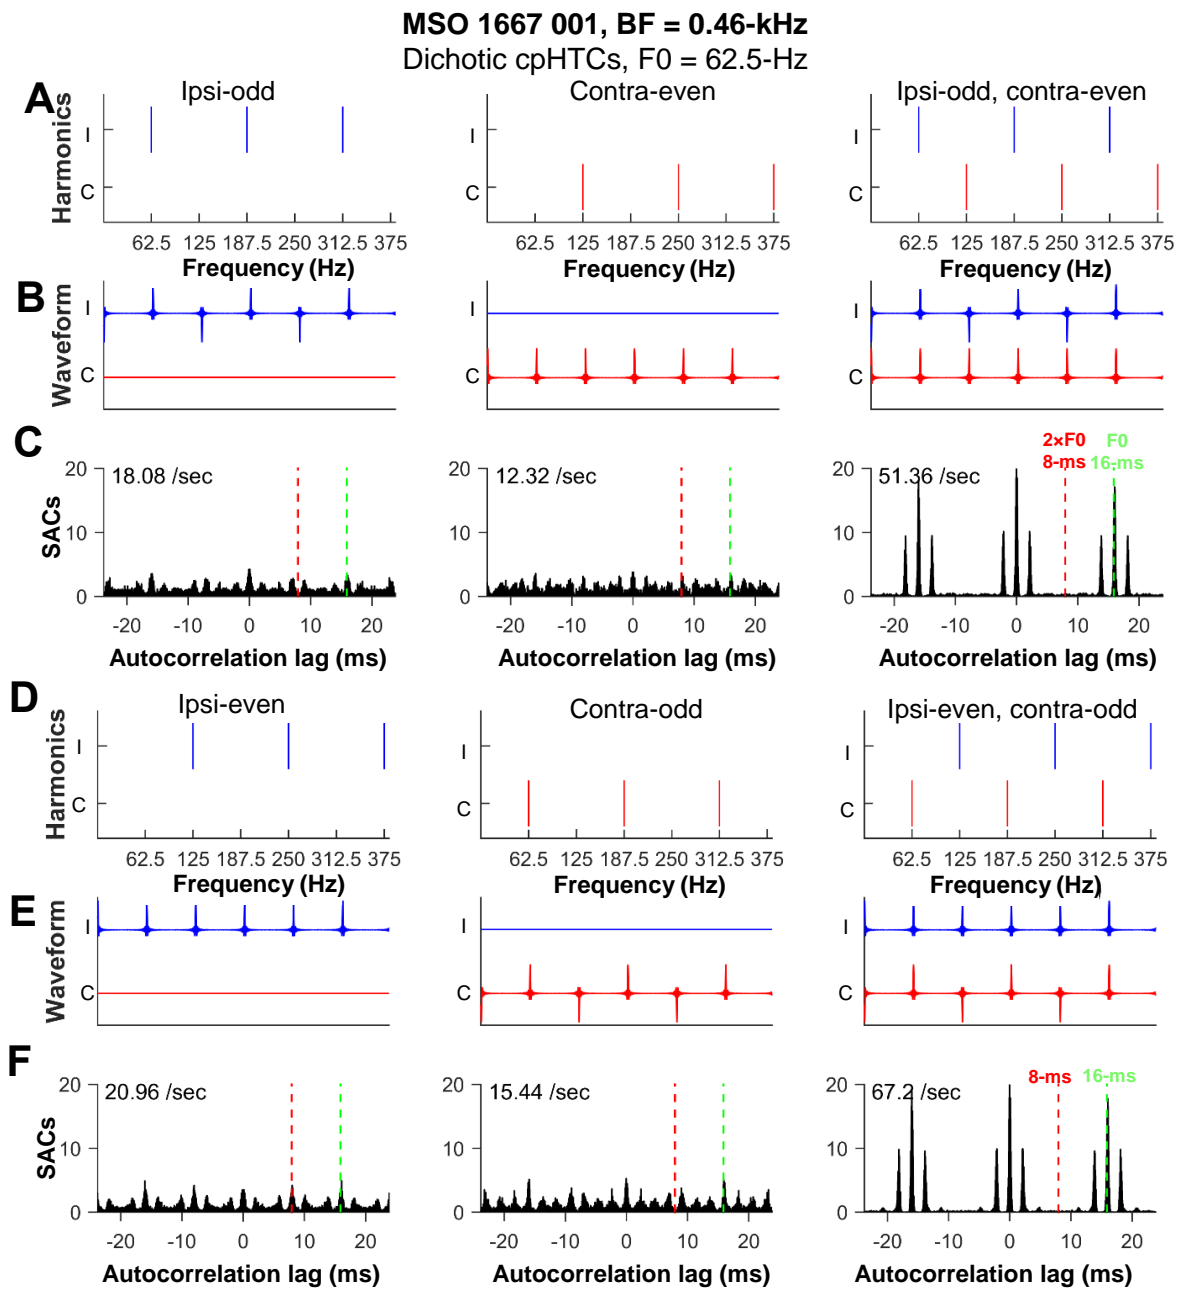 MSO 1667 001, BF = 0.46-kHz
Dichotic cpHTCs, F0 = 62.5-Hz
A
Ipsi-odd
Contra-even
Ipsi-odd, contra-even
Harmonics
I
C
I
C
I
C
62.5 125 187.5 250 312.5 375
62.5 125 187.5 250 312.5 375
62.5 125 187.5 250 312.5 375
Frequency (Hz)
Frequency (Hz)
Frequency (Hz)
B
Waveform
I
C
I
C
I
C
C
2×F0
8-ms
F0
16-ms
SACs
18.08 /sec
12.32 /sec
51.36 /sec
20
10
0
20
10
0
20
10
0
-20 -10 0 10 20
-20 -10 0 10 20
-20 -10 0 10 20
Autocorrelation lag (ms)
Autocorrelation lag (ms)
Autocorrelation lag (ms)
D
Ipsi-even
Contra-odd
Ipsi-even, contra-odd
Harmonics
I
C
I
C
I
C
62.5 125 187.5 250 312.5 375
62.5 125 187.5 250 312.5 375
62.5 125 187.5 250 312.5 375
Frequency (Hz)
Frequency (Hz)
Frequency (Hz)
E
Waveform
I
C
I
C
I
C
F
8-ms
16-ms
SACs
20.96 /sec
15.44 /sec
67.2 /sec
20
10
0
20
10
0
20
10
0
-20 -10 0 10 20
-20 -10 0 10 20
-20 -10 0 10 20
Autocorrelation lag (ms)
Autocorrelation lag (ms)
Autocorrelation lag (ms)